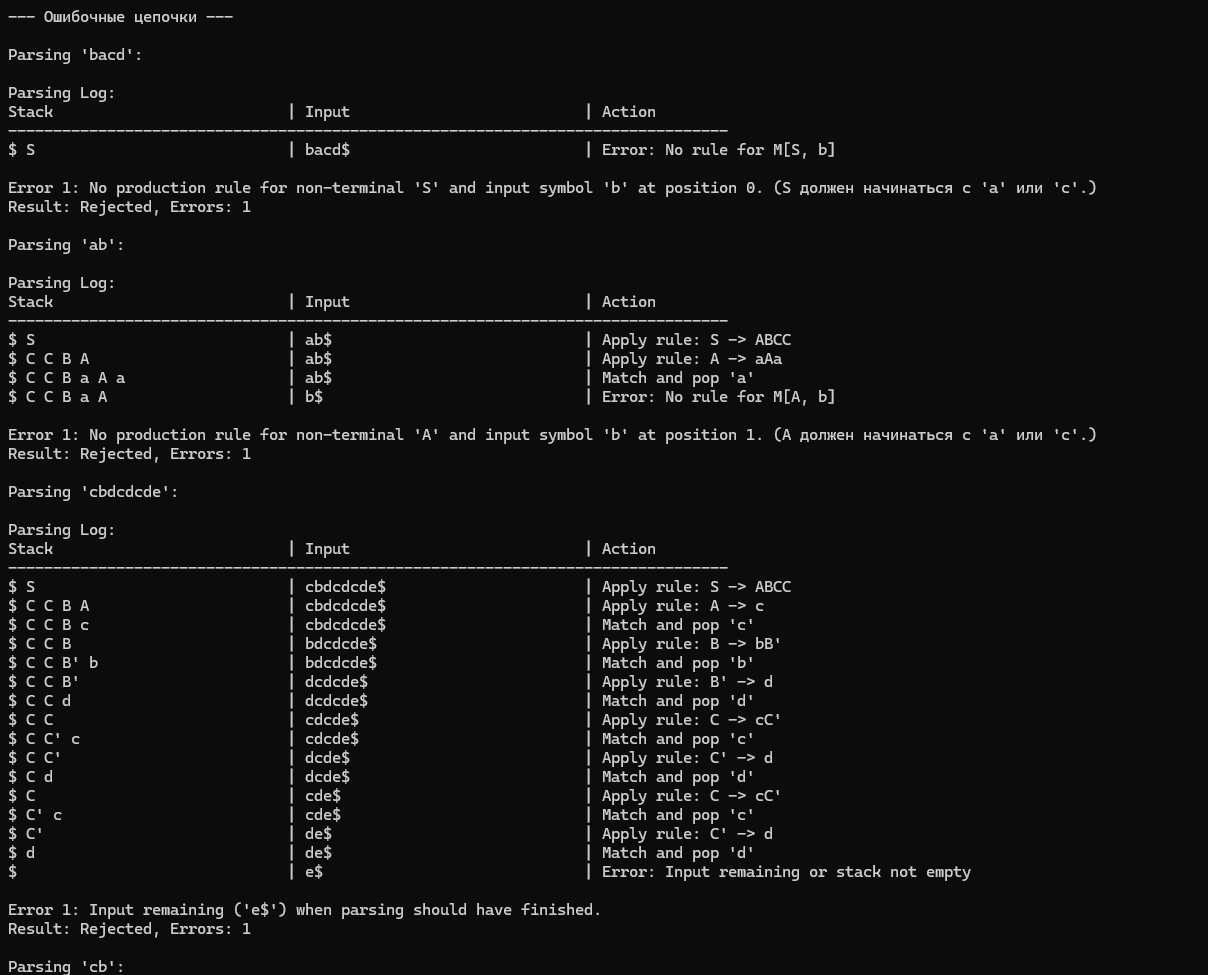 --- Ошибочные цепочки ---
Parsing 'bacd':
Parsing Log:
Stack | Input | Action
--------------------------------------------------------------------------------
$ S | bacd$ | Error: No rule for M[S, b]
Error 1: No production rule for non-terminal 'S' and input symbol 'b' at position 0. (S должен начинаться с 'a' или 'c'.)
Result: Rejected, Errors: 1
Parsing 'ab':
Parsing Log:
Stack | Input | Action
--------------------------------------------------------------------------------
$ S | ab$ | Apply rule: S -> ABCC
$ C C B A | ab$ | Apply rule: A -> aAa
$ C C B a A a | ab$ | Match and pop 'a'
$ C C B a A | b$ | Error: No rule for M[A, b]
Error 1: No production rule for non-terminal 'A' and input symbol 'b' at position 1. (A должен начинаться с 'a' или 'c'.)
Result: Rejected, Errors: 1
Parsing 'cbdcdcde':
Parsing Log:
Stack | Input | Action
--------------------------------------------------------------------------------
$ S | cbdcdcde$ | Apply rule: S -> ABCC
$ C C B A | cbdcdcde$ | Apply rule: A -> c
$ C C B c | cbdcdcde$ | Match and pop 'c'
$ C C B | bdcdcde$ | Apply rule: B -> bB'
$ C C B' b | bdcdcde$ | Match and pop 'b'
$ C C B' | dcdcde$ | Apply rule: B' -> d
$ C C d | dcdcde$ | Match and pop 'd'
$ C C | cdcde$ | Apply rule: C -> cC'
$ C C' c | cdcde$ | Match and pop 'c'
$ C C' | dcde$ | Apply rule: C' -> d
$ C d | dcde$ | Match and pop 'd'
$ C | cde$ | Apply rule: C -> cC'
$ C' c | cde$ | Match and pop 'c'
$ C' | de$ | Apply rule: C' -> d
$ d | de$ | Match and pop 'd'
$ | e$ | Error: Input remaining or stack not empty
Error 1: Input remaining ('e$') when parsing should have finished.
Result: Rejected, Errors: 1
Parsing 'cb':